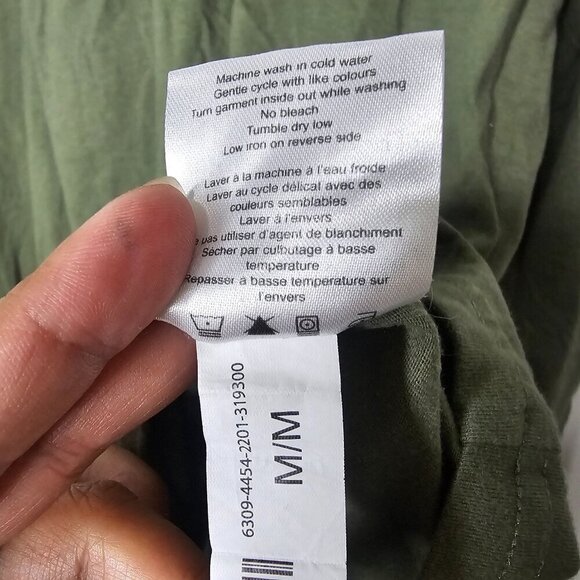 Machine wash in cold water
Gentle cycle with like colours
Turn garment inside out while washing
No bleach
Tumble dry low
Low iron on reverse side
Laver à la machine à l'eau froide
Laver au cycle délicat avec des
couleurs semblables
Laver à l'envers
pas utiliser d'agent de blanchiment
Sécher par culbutage à basse
température
Repasser à basse température sur
l'envers
6309-4454-2201-319300
M/M